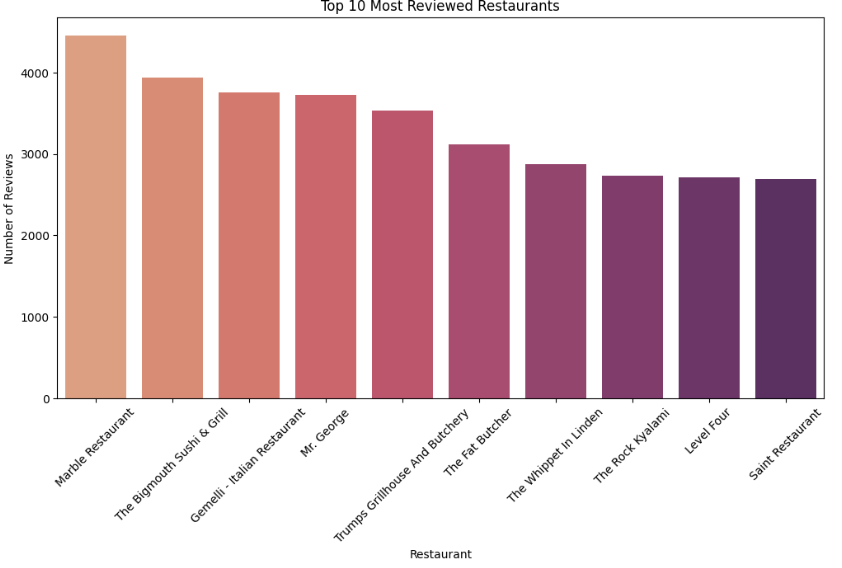 Top 10 Most Reviewed Restaurants
Number of Reviews
4000
3000
2000
1000
0
Marble Restaurant
The Bigmouth Sushi & Grill
Gemelli - Italian Restaurant
Mr. George
Trumps Grillhouse And Butchery
The Fat Butcher
The Whippet In Linden
The Rock Kyalami
Level Four
Saint Restaurant
Restaurant